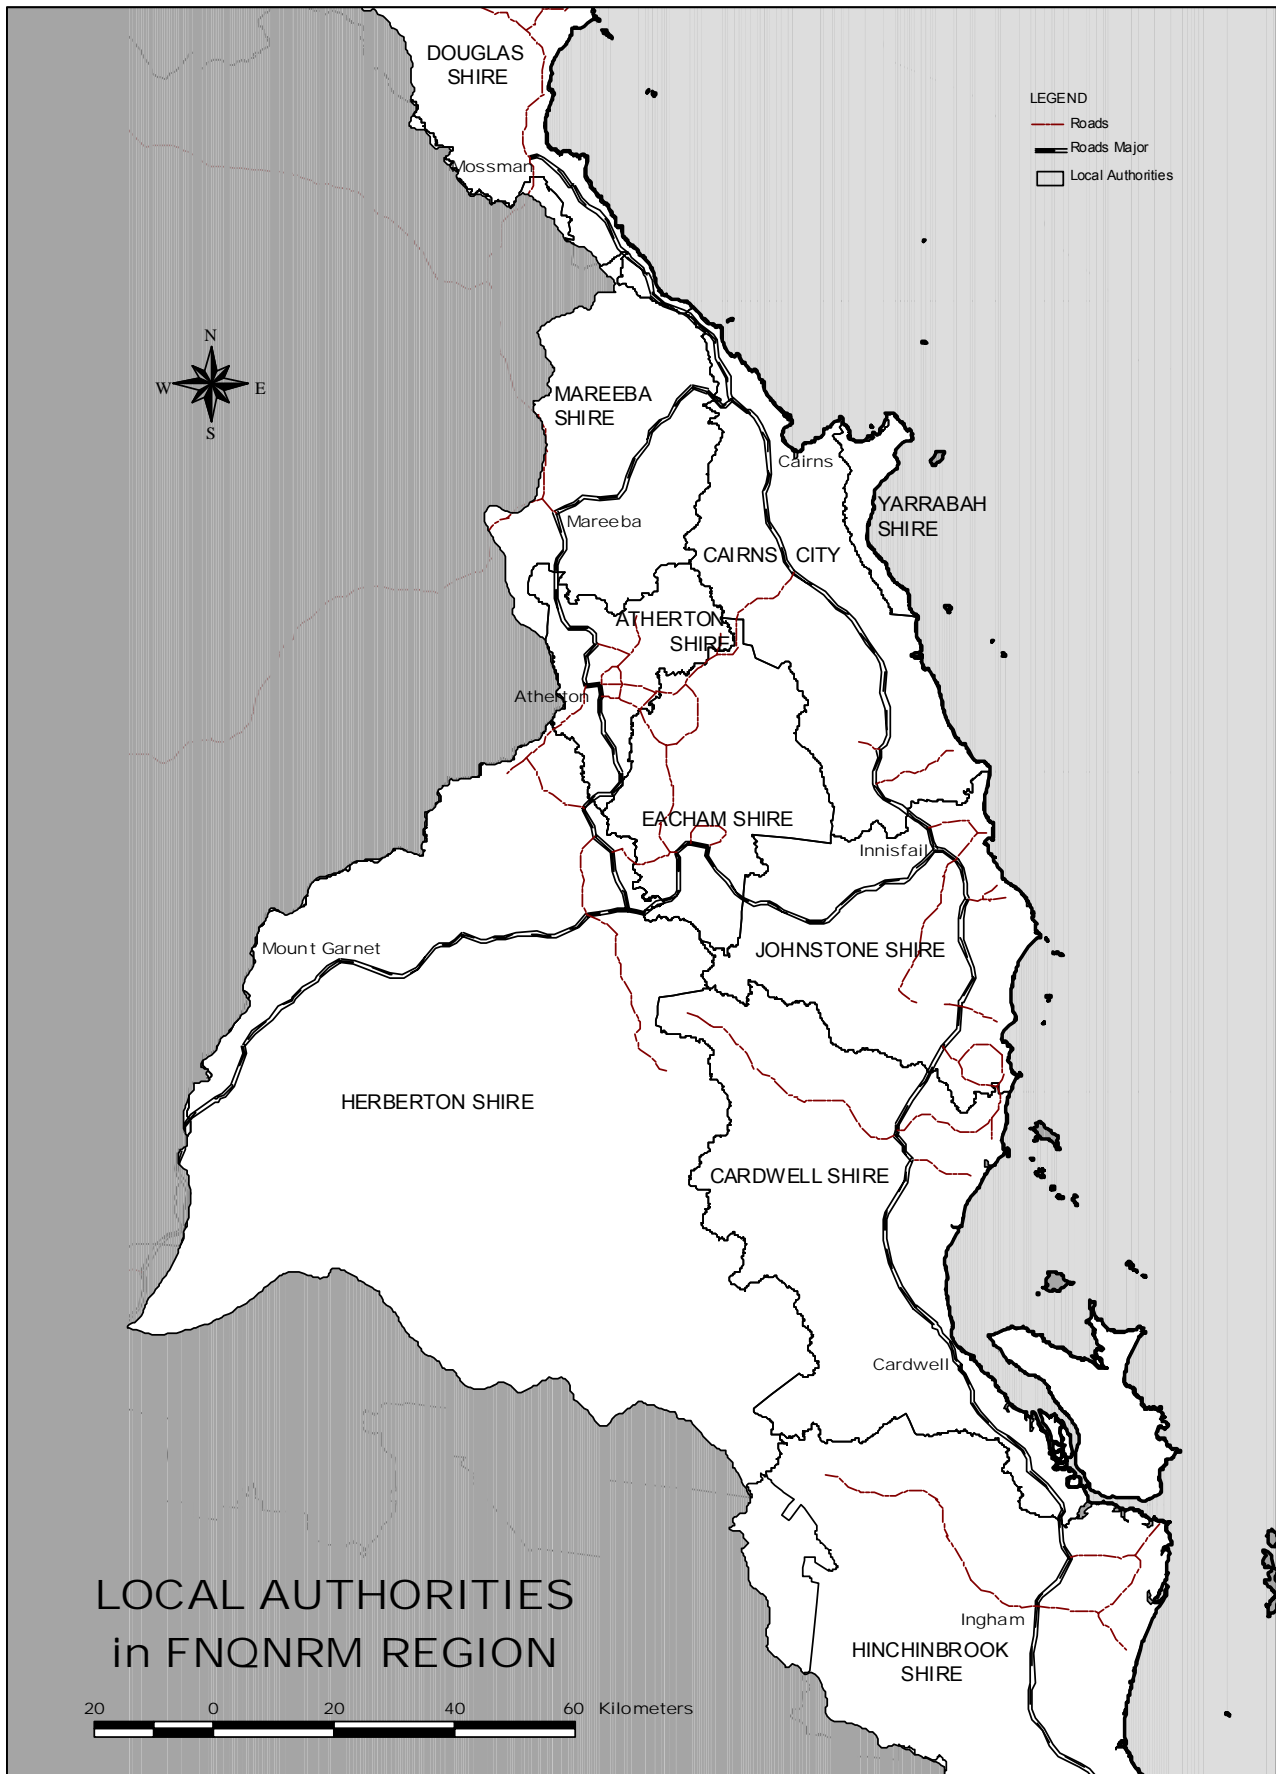 DOUGLAS
SHIRE
LEGEND
Roads
Roads Major
Local Authorities
Mossman
N
W E
S
MAREEBA
SHIRE
Cairns
YARRABAH
SHIRE
Mareeba
CAIRNS CITY
ATHERTON
SHIRE
Atherton
EACHAM SHIRE
Innisfail
Mount Garnet
JOHNSTONE SHIRE
HERBERTON SHIRE
CARDWELL SHIRE
Cardwell
LOCAL AUTHORITIES
in FNQNRM REGION
Ingham
HINCHINBROOK
SHIRE
20 0 20 40 60 Kilometers